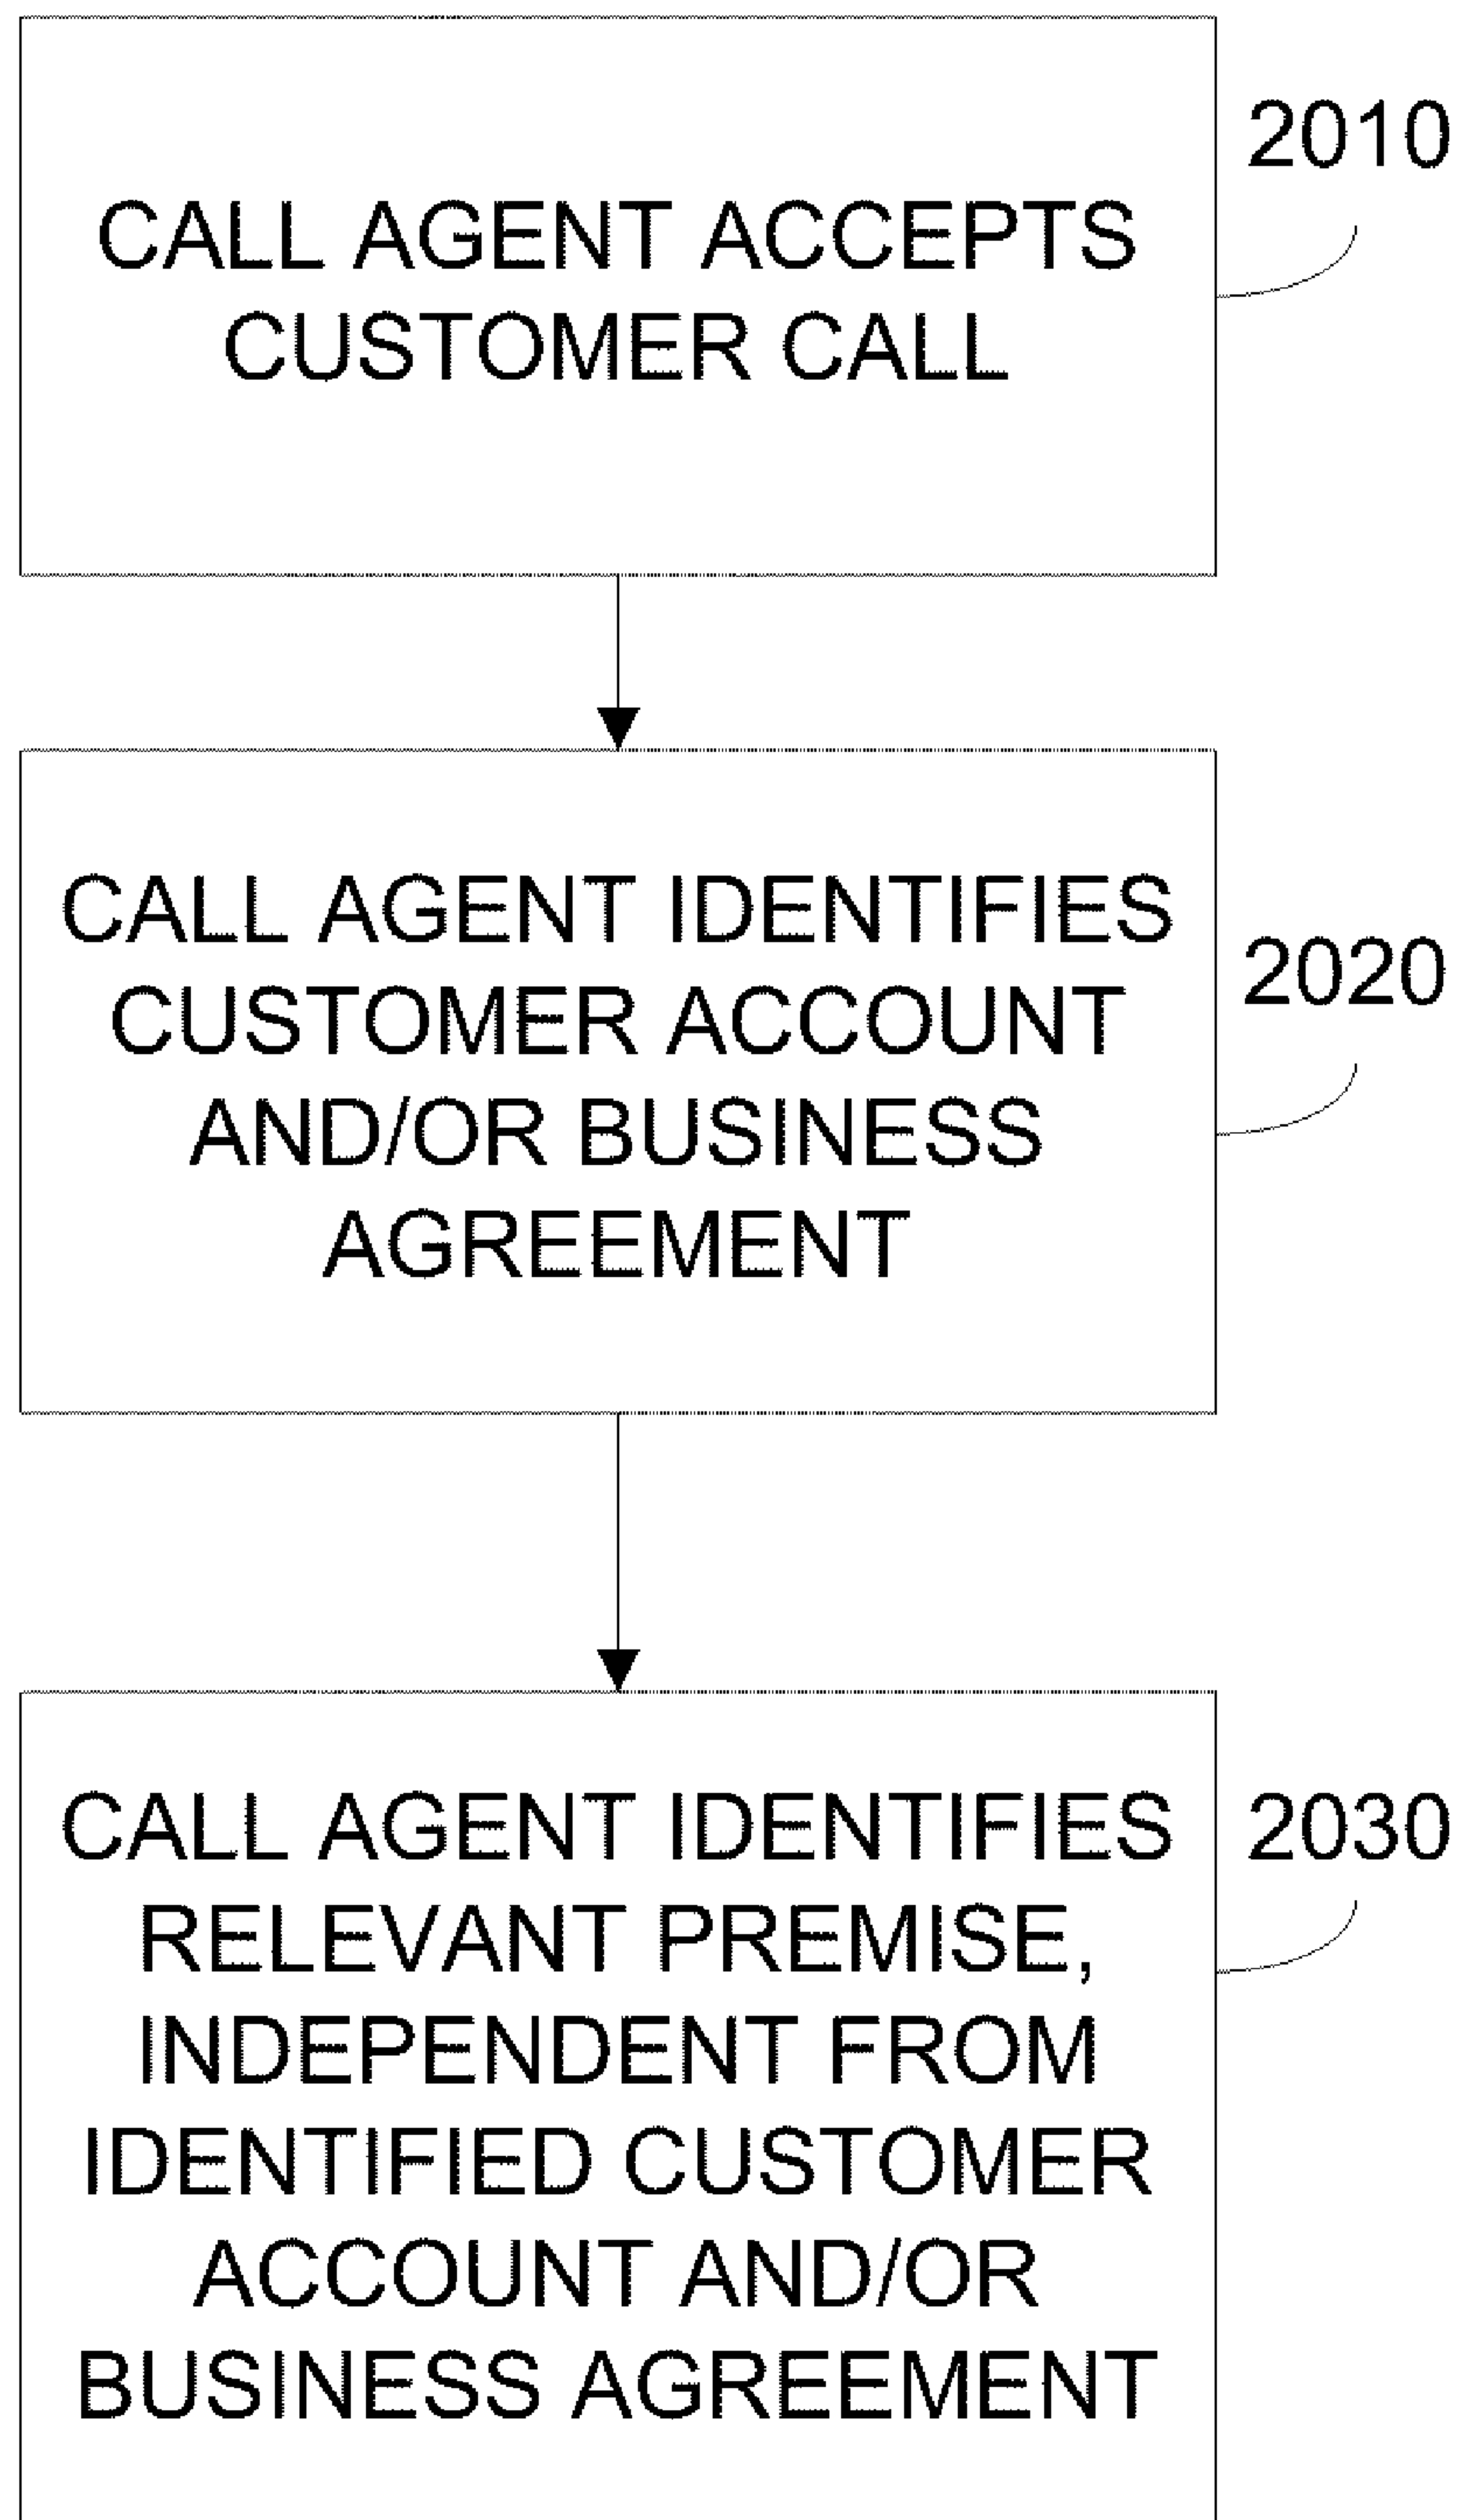 CALL AGENT ACCEPTS
CUSTOMER CALL
2010
CALL AGENT IDENTIFIES
CUSTOMER ACCOUNT
AND/OR BUSINESS
AGREEMENT
2020
CALL AGENT IDENTIFIES
RELEVANT PREMISE,
INDEPENDENT FROM
IDENTIFIED CUSTOMER
ACCOUNT AND/OR
BUSINESS AGREEMENT
2030